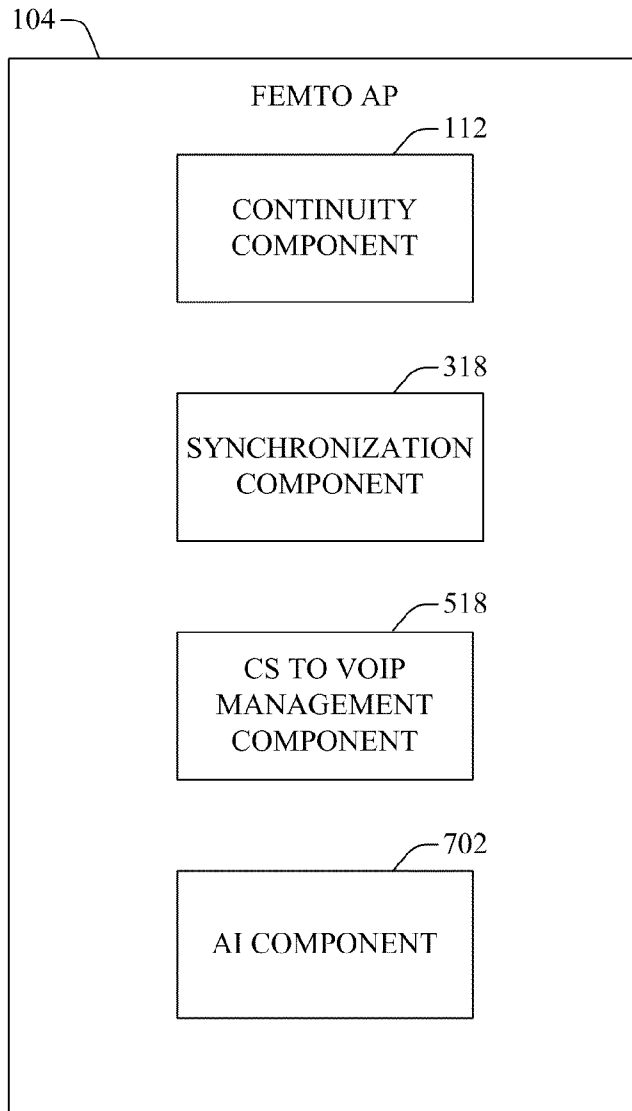 104
FEMTO AP
112
CONTINUITY
COMPONENT
318
SYNCHRONIZATION
COMPONENT
518
CS TO VOIP
MANAGEMENT
COMPONENT
702
AI COMPONENT